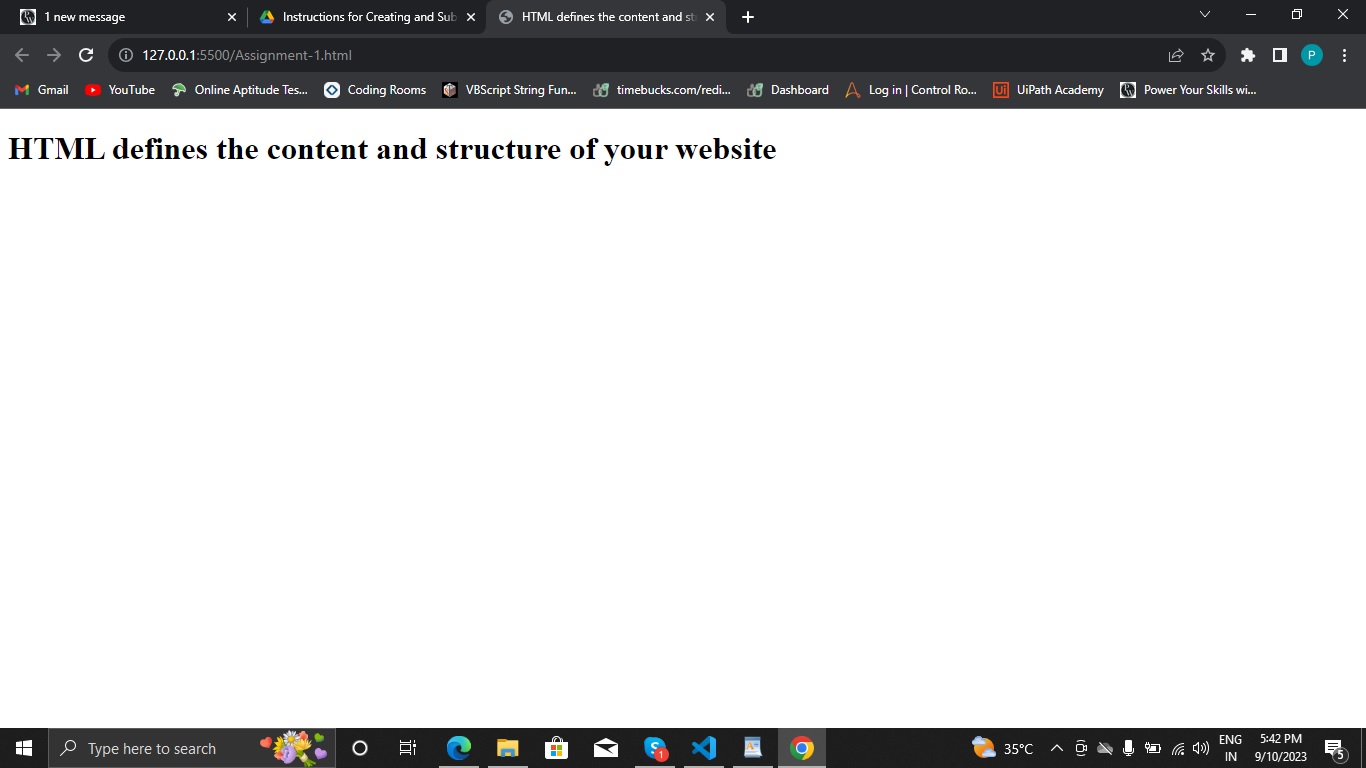 1 new message
Instructions for Creating and Sub
HTML defines the content and st
127.0.0.1:5500/Assignment-1.html
P
Gmail
YouTube
Online Aptitude Tes...
Coding Rooms
VBScript String Fun...
timebucks.com/redi...
Dashboard
Log in | Control Ro...
Ui
UiPath Academy
Power Your Skills wi...
HTML defines the content and structure of your website
Type here to search
1
35°C
ENG
IN
5:42 PM
9/10/2023
5